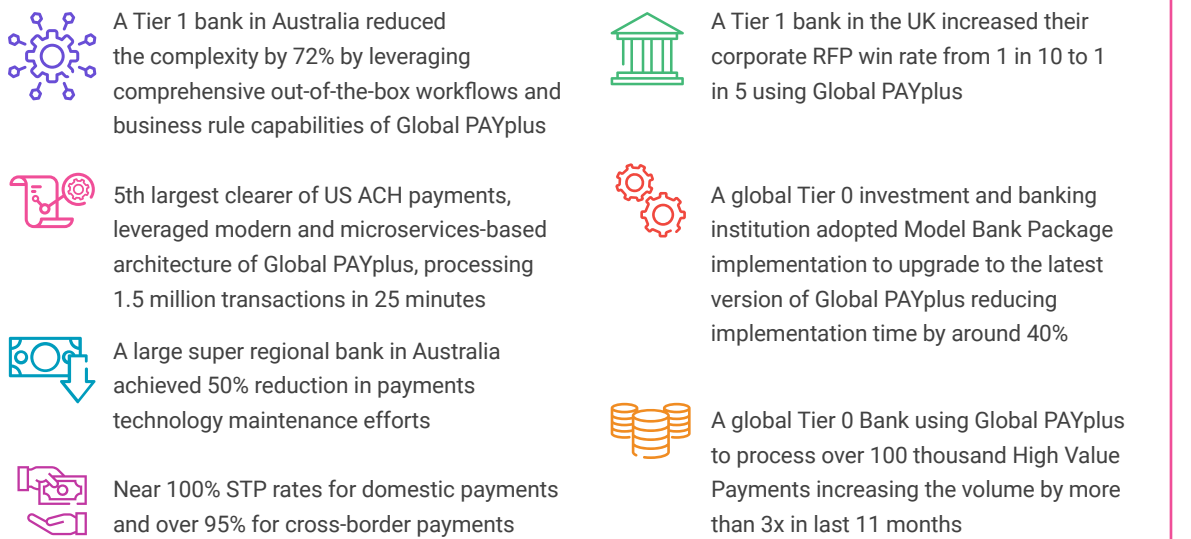 A Tier 1 bank in Australia reduced
the complexity by 72% by leveraging
comprehensive out-of-the-box workflows and
business rule capabilities of Global PAYplus
5th largest clearer of US ACH payments,
leveraged modern and microservices-based
architecture of Global PAYplus, processing
1.5 million transactions in 25 minutes
A large super regional bank in Australia
achieved 50% reduction in payments
technology maintenance efforts
Near 100% STP rates for domestic payments
and over 95% for cross-border payments
A Tier 1 bank in the UK increased their
corporate RFP win rate from 1 in 10 to 1
in 5 using Global PAYplus
A global Tier 0 investment and banking
institution adopted Model Bank Package
implementation to upgrade to the latest
version of Global PAYplus reducing
implementation time by around 40%
A global Tier 0 Bank using Global PAYplus
to process over 100 thousand High Value
Payments increasing the volume by more
than 3x in last 11 months